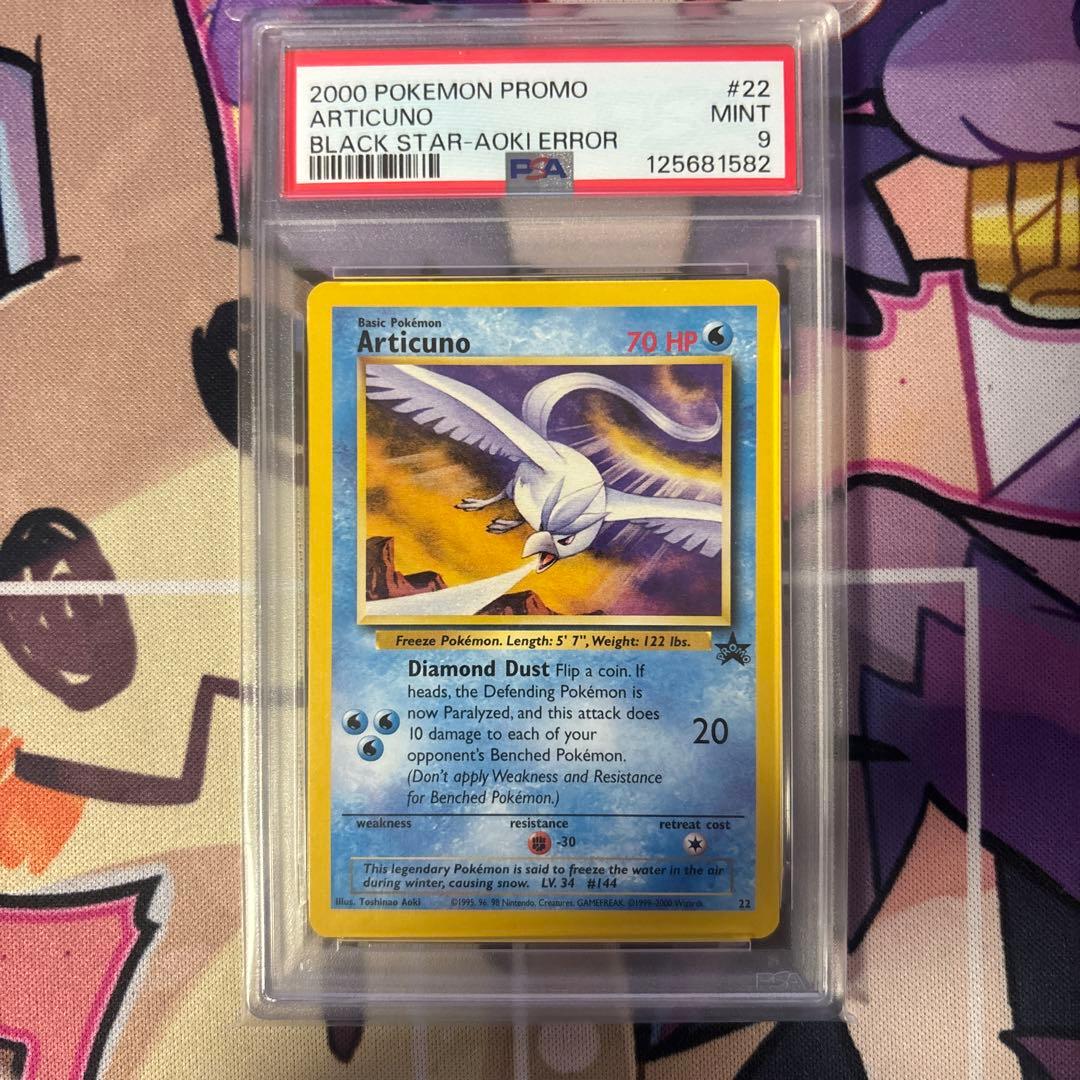 2000 POKEMON PROMO #22
ARTICUNO MINT
BLACK STAR-AOKI ERROR 9
PSA 125681582
Basic Pokémon
Articuno 70 HP
Freeze Pokémon. Length: 5' 7", Weight: 122 lbs.
PROMO
Diamond Dust Flip a coin. If
heads, the Defending Pokémon is
now Paralyzed, and this attack does
10 damage to each of your
opponent's Benched Pokémon.
(Don't apply Weakness and Resistance
for Benched Pokémon.)
20
weakness resistance retreat cost
-30
This legendary Pokémon is said to freeze the water in the air
during winter, causing snow. LV. 34 #144
Illus. Toshinao Aoki ©1995, 96, 98 Nintendo, Creatures, GAMEFREAK. ©1999-2000 Wizards. 22
PSA